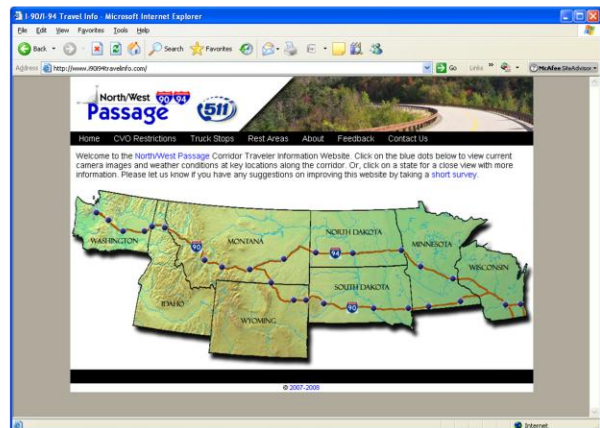 I-90/I-94 Travel Info - Microsoft Internet Explorer
File Edit View Favorites Tools Help
Back Search Favorites
Address http://www.i90i94travelinfo.com/ Go Links McAfee SiteAdvisor
North/West 90 94
Passage 511
Home CVO Restrictions Truck Stops Rest Areas About Feedback Contact Us
Welcome to the North/West Passage Corridor Traveler Information Website. Click on the blue dots below to view current
camera images and weather conditions at key locations along the corridor. Or, click on a state for a close view with more
information. Please let us know if you have any suggestions on improving this website by taking a short survey.
WASHINGTON
MONTANA
NORTH DAKOTA
MINNESOTA
90
94
WISCONSIN
IDAHO
SOUTH DAKOTA
WYOMING
90
© 2007-2008
Internet